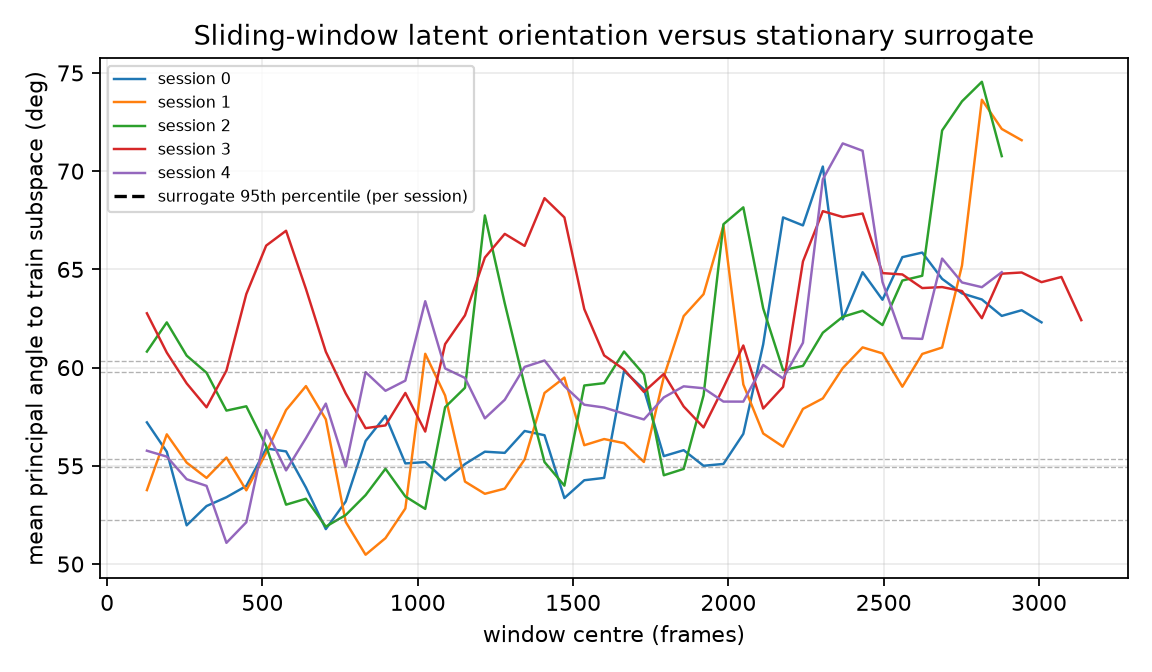 Sliding-window latent orientation versus stationary surrogate
mean principal angle to train subspace (deg)
75
70
65
60
55
50
session 0
session 1
session 2
session 3
session 4
surrogate 95th percentile (per session)
0 500 1000 1500 2000 2500 3000
window centre (frames)